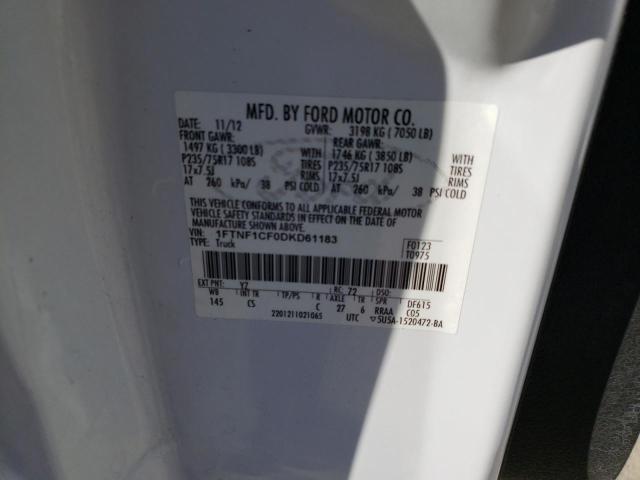 MFD. BY FORD MOTOR CO.
DATE: 11/12 GVWR: 3198 KG ( 7050 LB)
FRONT GAWR: REAR GAWR:
1497 KG ( 3300 LB) 1746 KG ( 3850 LB)
P235/75R17 108S TIRES P235/75R17 108S TIRES
17x7.5J RIMS 17x7.5J RIMS
AT 260 kPa/ 38 PSI COLD AT 260 kPa/ 38 PSI COLD
THIS VEHICLE CONFORMS TO ALL APPLICABLE FEDERAL MOTOR
VEHICLE SAFETY STANDARDS IN EFFECT ON THE DATE OF
MANUFACTURE SHOWN ABOVE.
VIN: 1FTNF1CF0DKD61183 F0123
TYPE: Truck T0975
EXT PNT: YZ RC: 72 DSO:
WB INT TR TP/PS R AXLE TR SPR DF615
145 CS C 27 6 RRAA C05
2201211021065 UTC 5U5A-1520472-BA